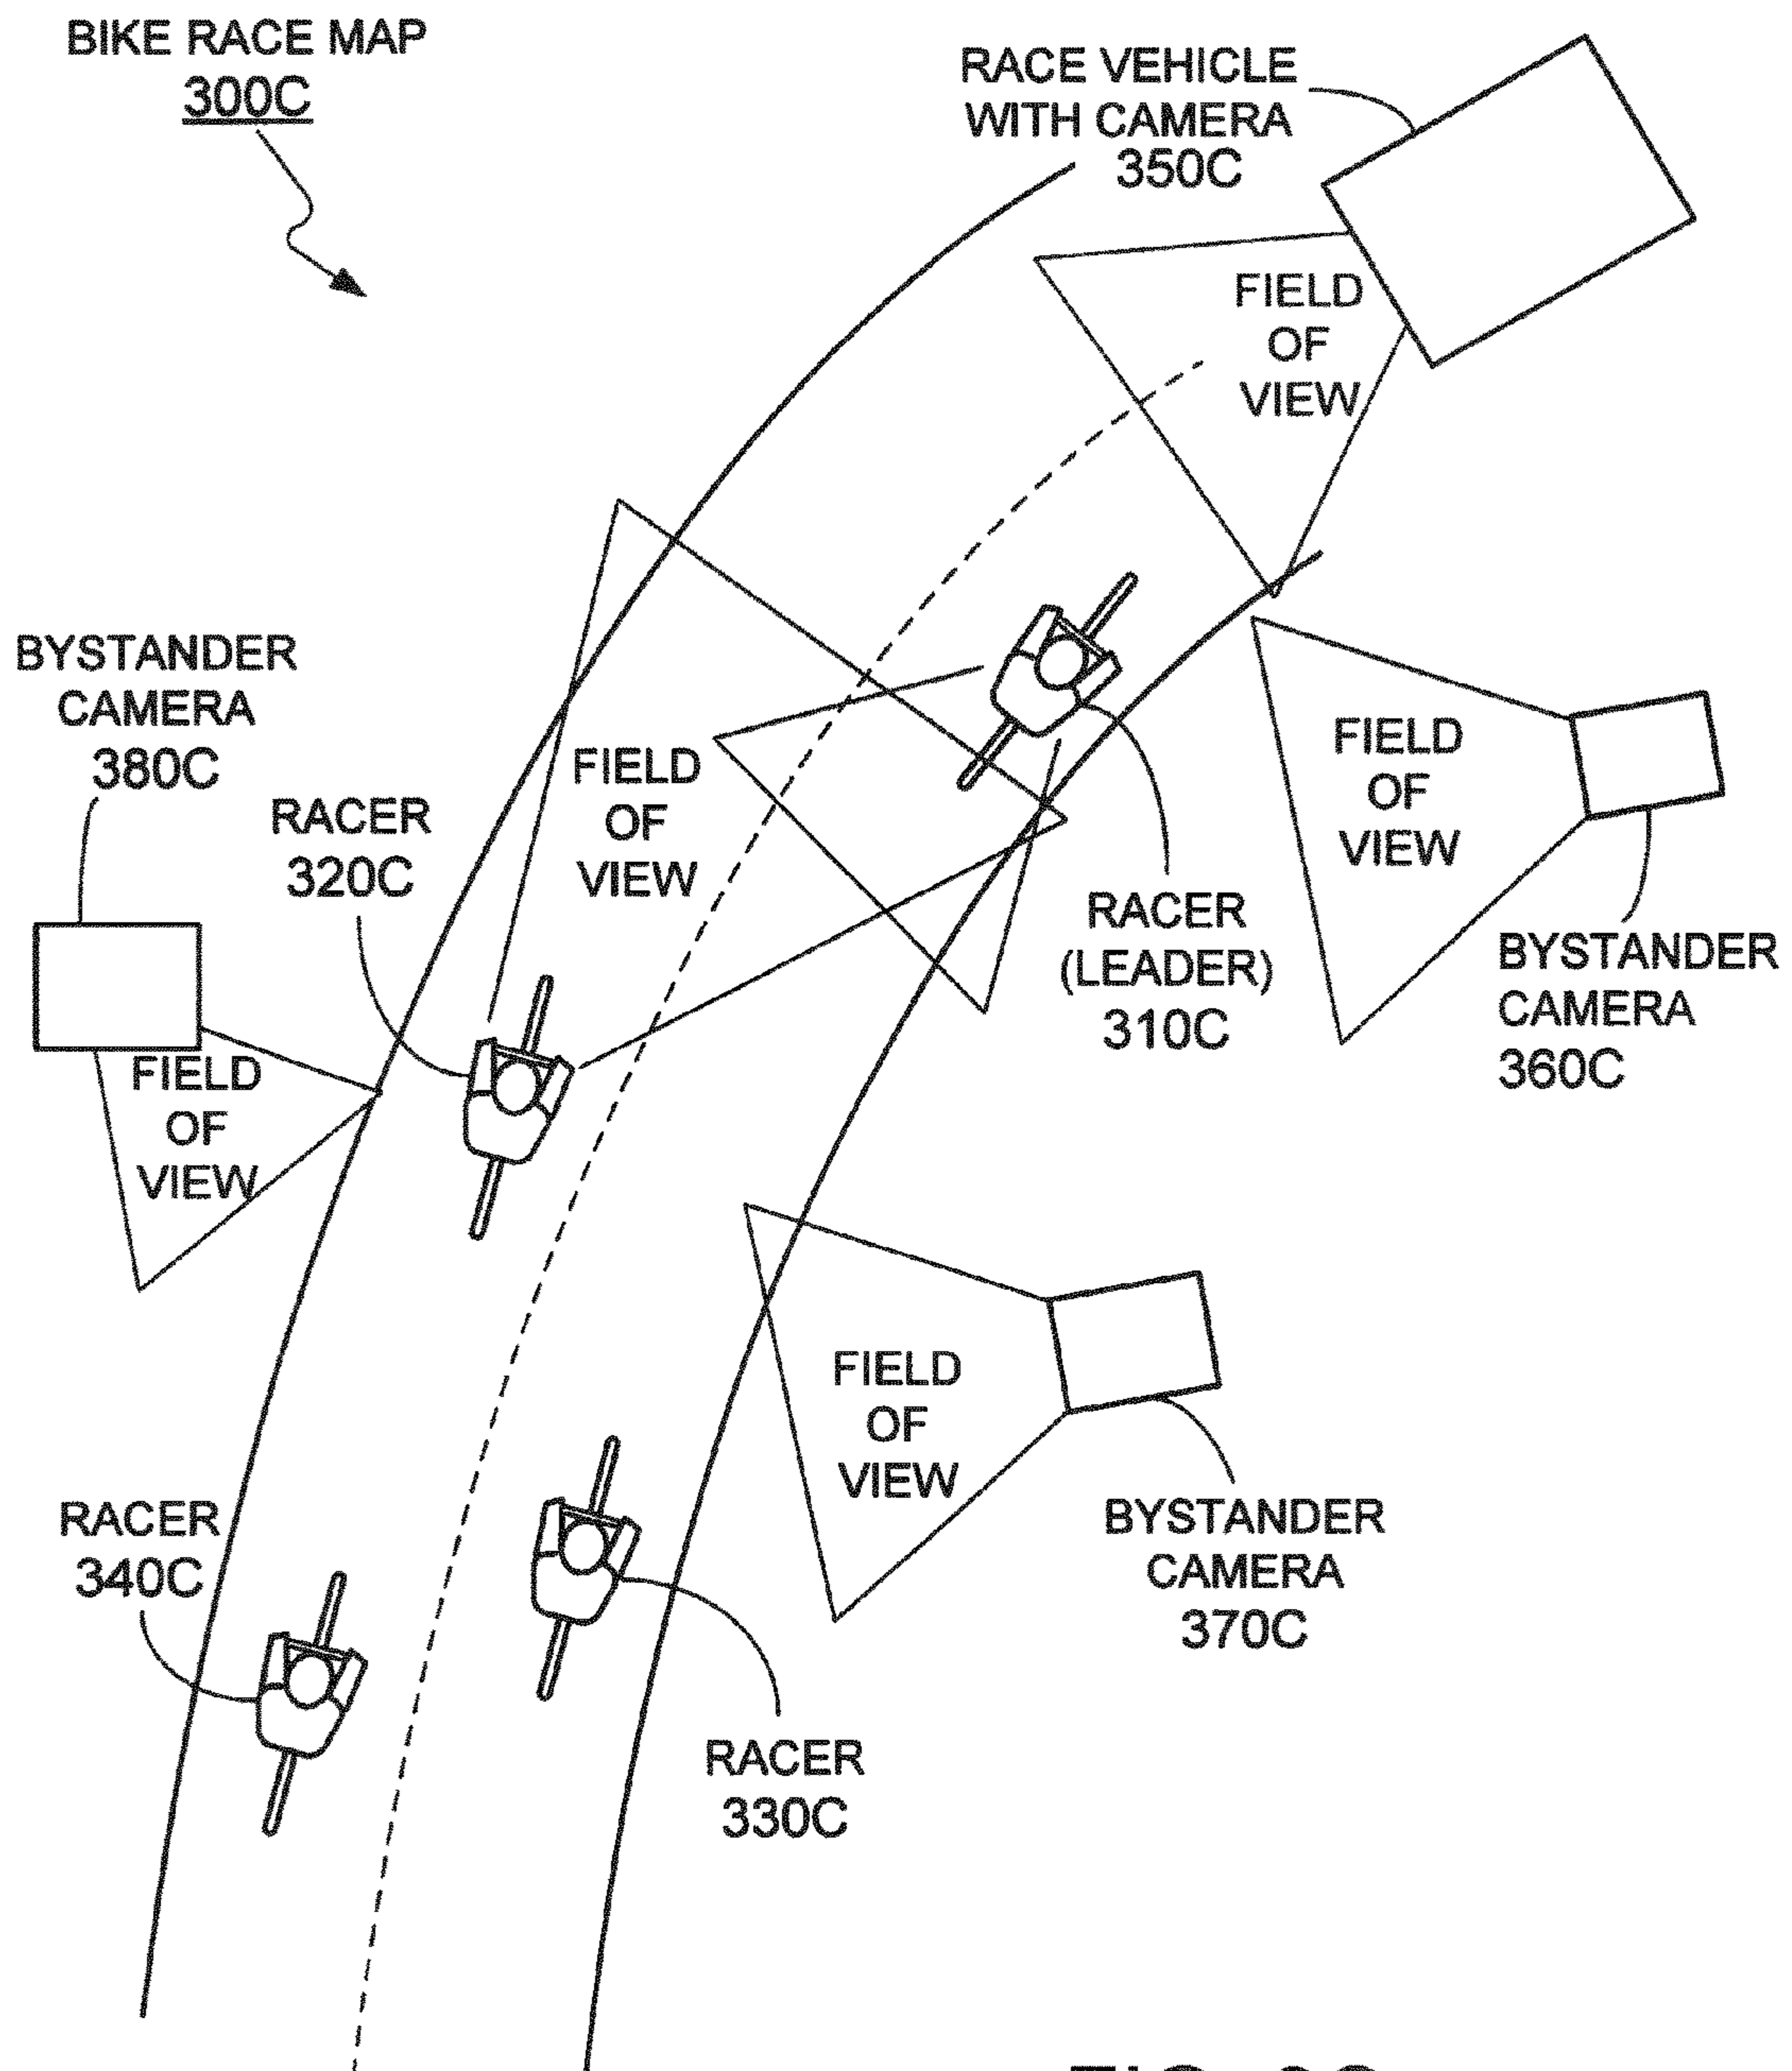 BIKE RACE MAP
300C
RACE VEHICLE
WITH CAMERA
350C
FIELD
OF
VIEW
BYSTANDER
CAMERA
380C
RACER
320C
FIELD
OF
VIEW
FIELD
OF
VIEW
RACER
(LEADER)
310C
BYSTANDER
CAMERA
360C
FIELD
OF
VIEW
FIELD
OF
VIEW
BYSTANDER
CAMERA
370C
RACER
340C
RACER
330C